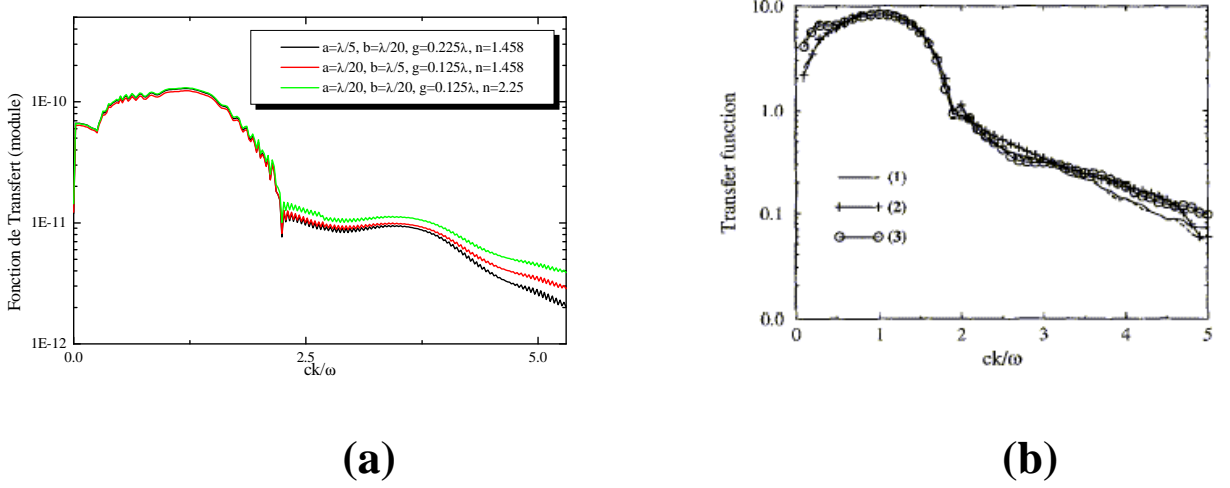 a=λ/5, b=λ/20, g=0.225λ, n=1.458
a=λ/20, b=λ/5, g=0.125λ, n=1.458
a=λ/20, b=λ/20, g=0.125λ, n=2.25
Fonction de Transfert (module)
1E-10
1E-11
1E-12
0.0 2.5 5.0
ck/ω
(a)
Transfer function
10.0
1.0
0.1
0.0
(1)
(2)
(3)
0 1 2 3 4 5
ck/ω
(b)